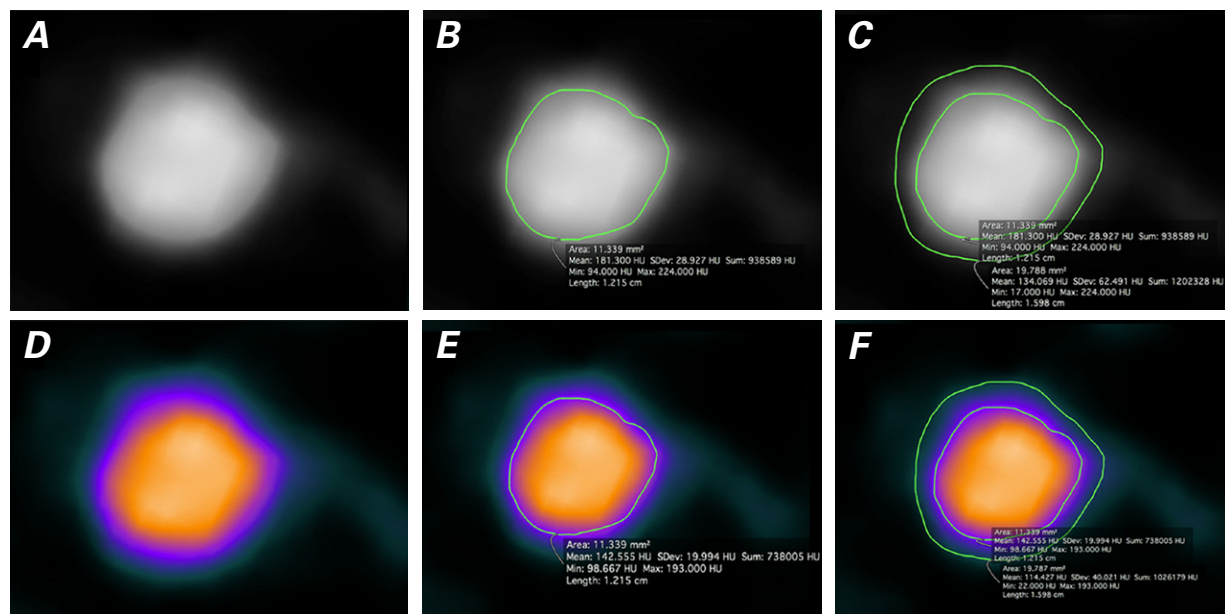 A
B
Area: 11.339 mm²
Mean: 181.300 HU SDev: 28.927 HU Sum: 938589 HU
Min: 94.000 HU Max: 224.000 HU
Length: 1.215 cm
C
Area: 11.339 mm²
Mean: 181.300 HU SDev: 28.927 HU Sum: 938589 HU
Min: 94.000 HU Max: 224.000 HU
Length: 1.215 cm
Area: 19.788 mm²
Mean: 134.069 HU SDev: 62.491 HU Sum: 1202328 HU
Min: 17.000 HU Max: 224.000 HU
Length: 1.598 cm
D
E
Area: 11.339 mm²
Mean: 142.555 HU SDev: 19.994 HU Sum: 738005 HU
Min: 98.667 HU Max: 193.000 HU
Length: 1.215 cm
F
Area: 11.339 mm²
Mean: 142.555 HU SDev: 19.994 HU Sum: 738005 HU
Min: 98.667 HU Max: 193.000 HU
Length: 1.215 cm
Area: 19.787 mm²
Mean: 114.427 HU SDev: 40.021 HU Sum: 1026179 HU
Min: 22.000 HU Max: 193.000 HU
Length: 1.598 cm